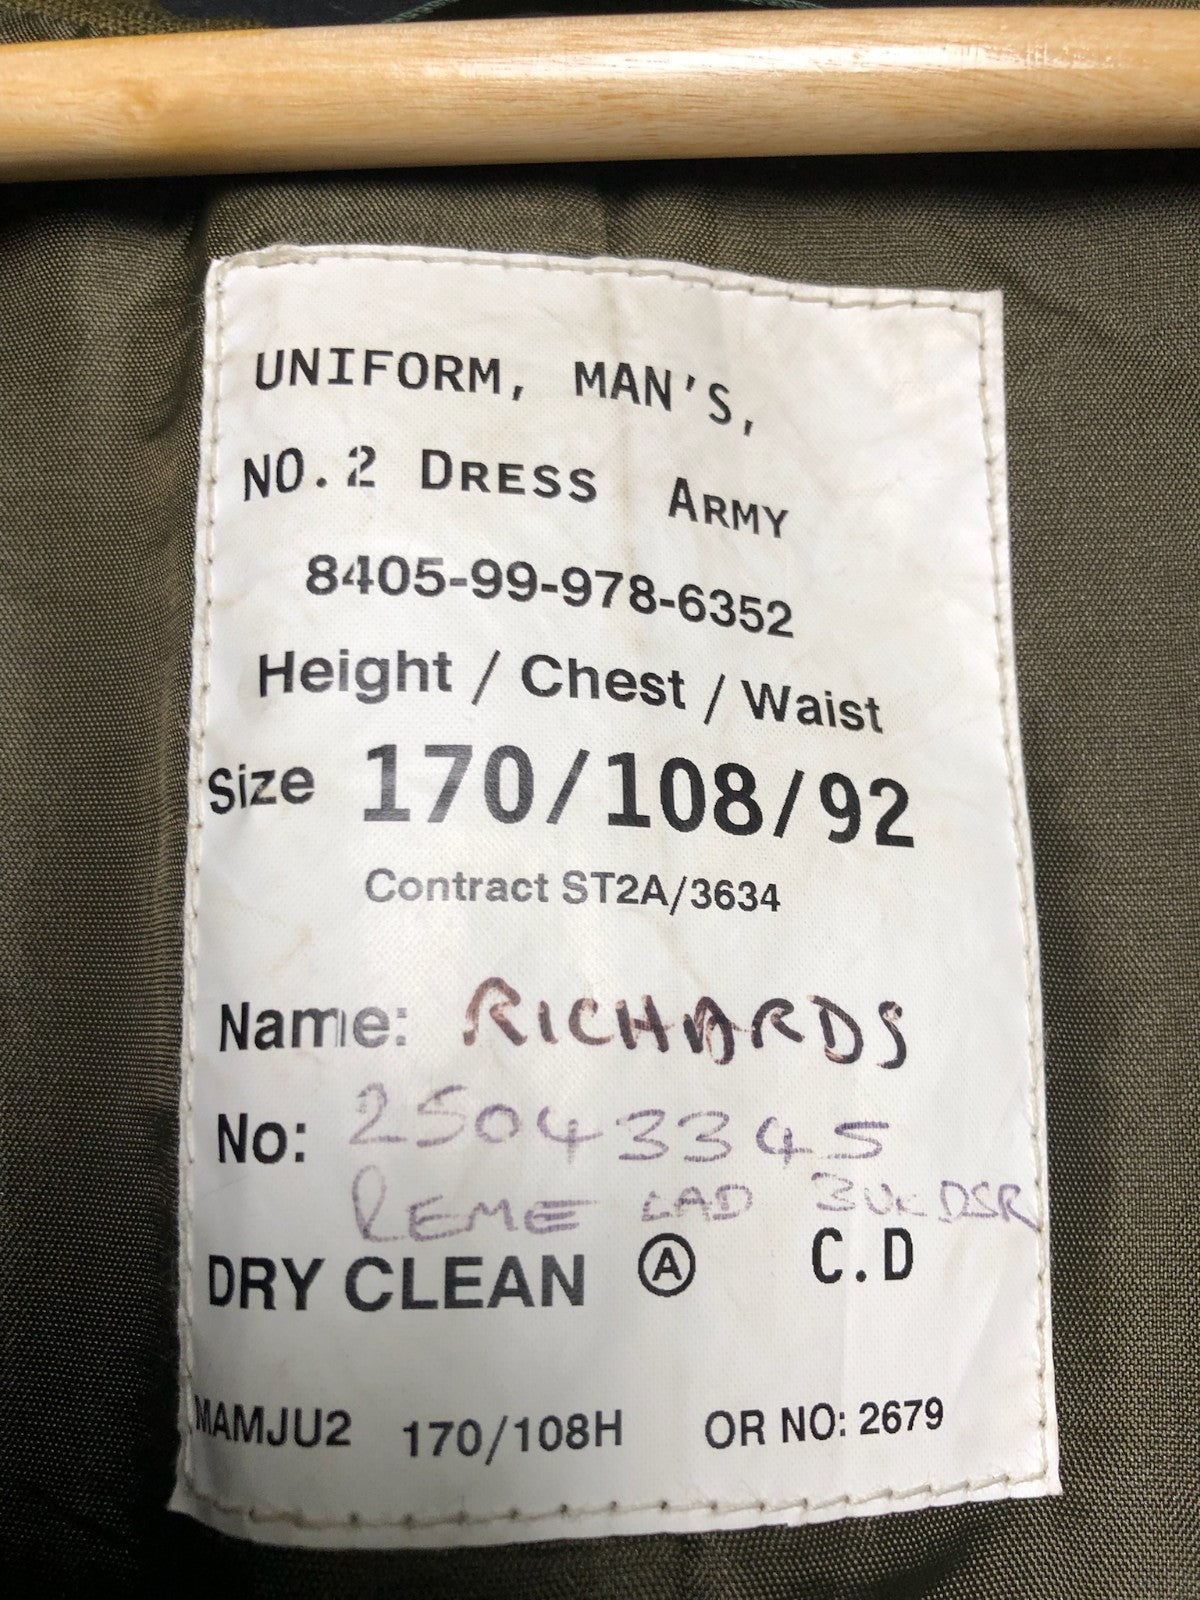 UNIFORM, MAN'S,
NO.2 DRESS ARMY
8405-99-978-6352
Height / Chest / Waist
Size 170/108/92
Contract ST2A/3634
Name: RICHARDS
No: 25043345
REME LAD 3UKDSR
DRY CLEAN Ⓐ C.D
MAMJU2 170/108H OR NO: 2679